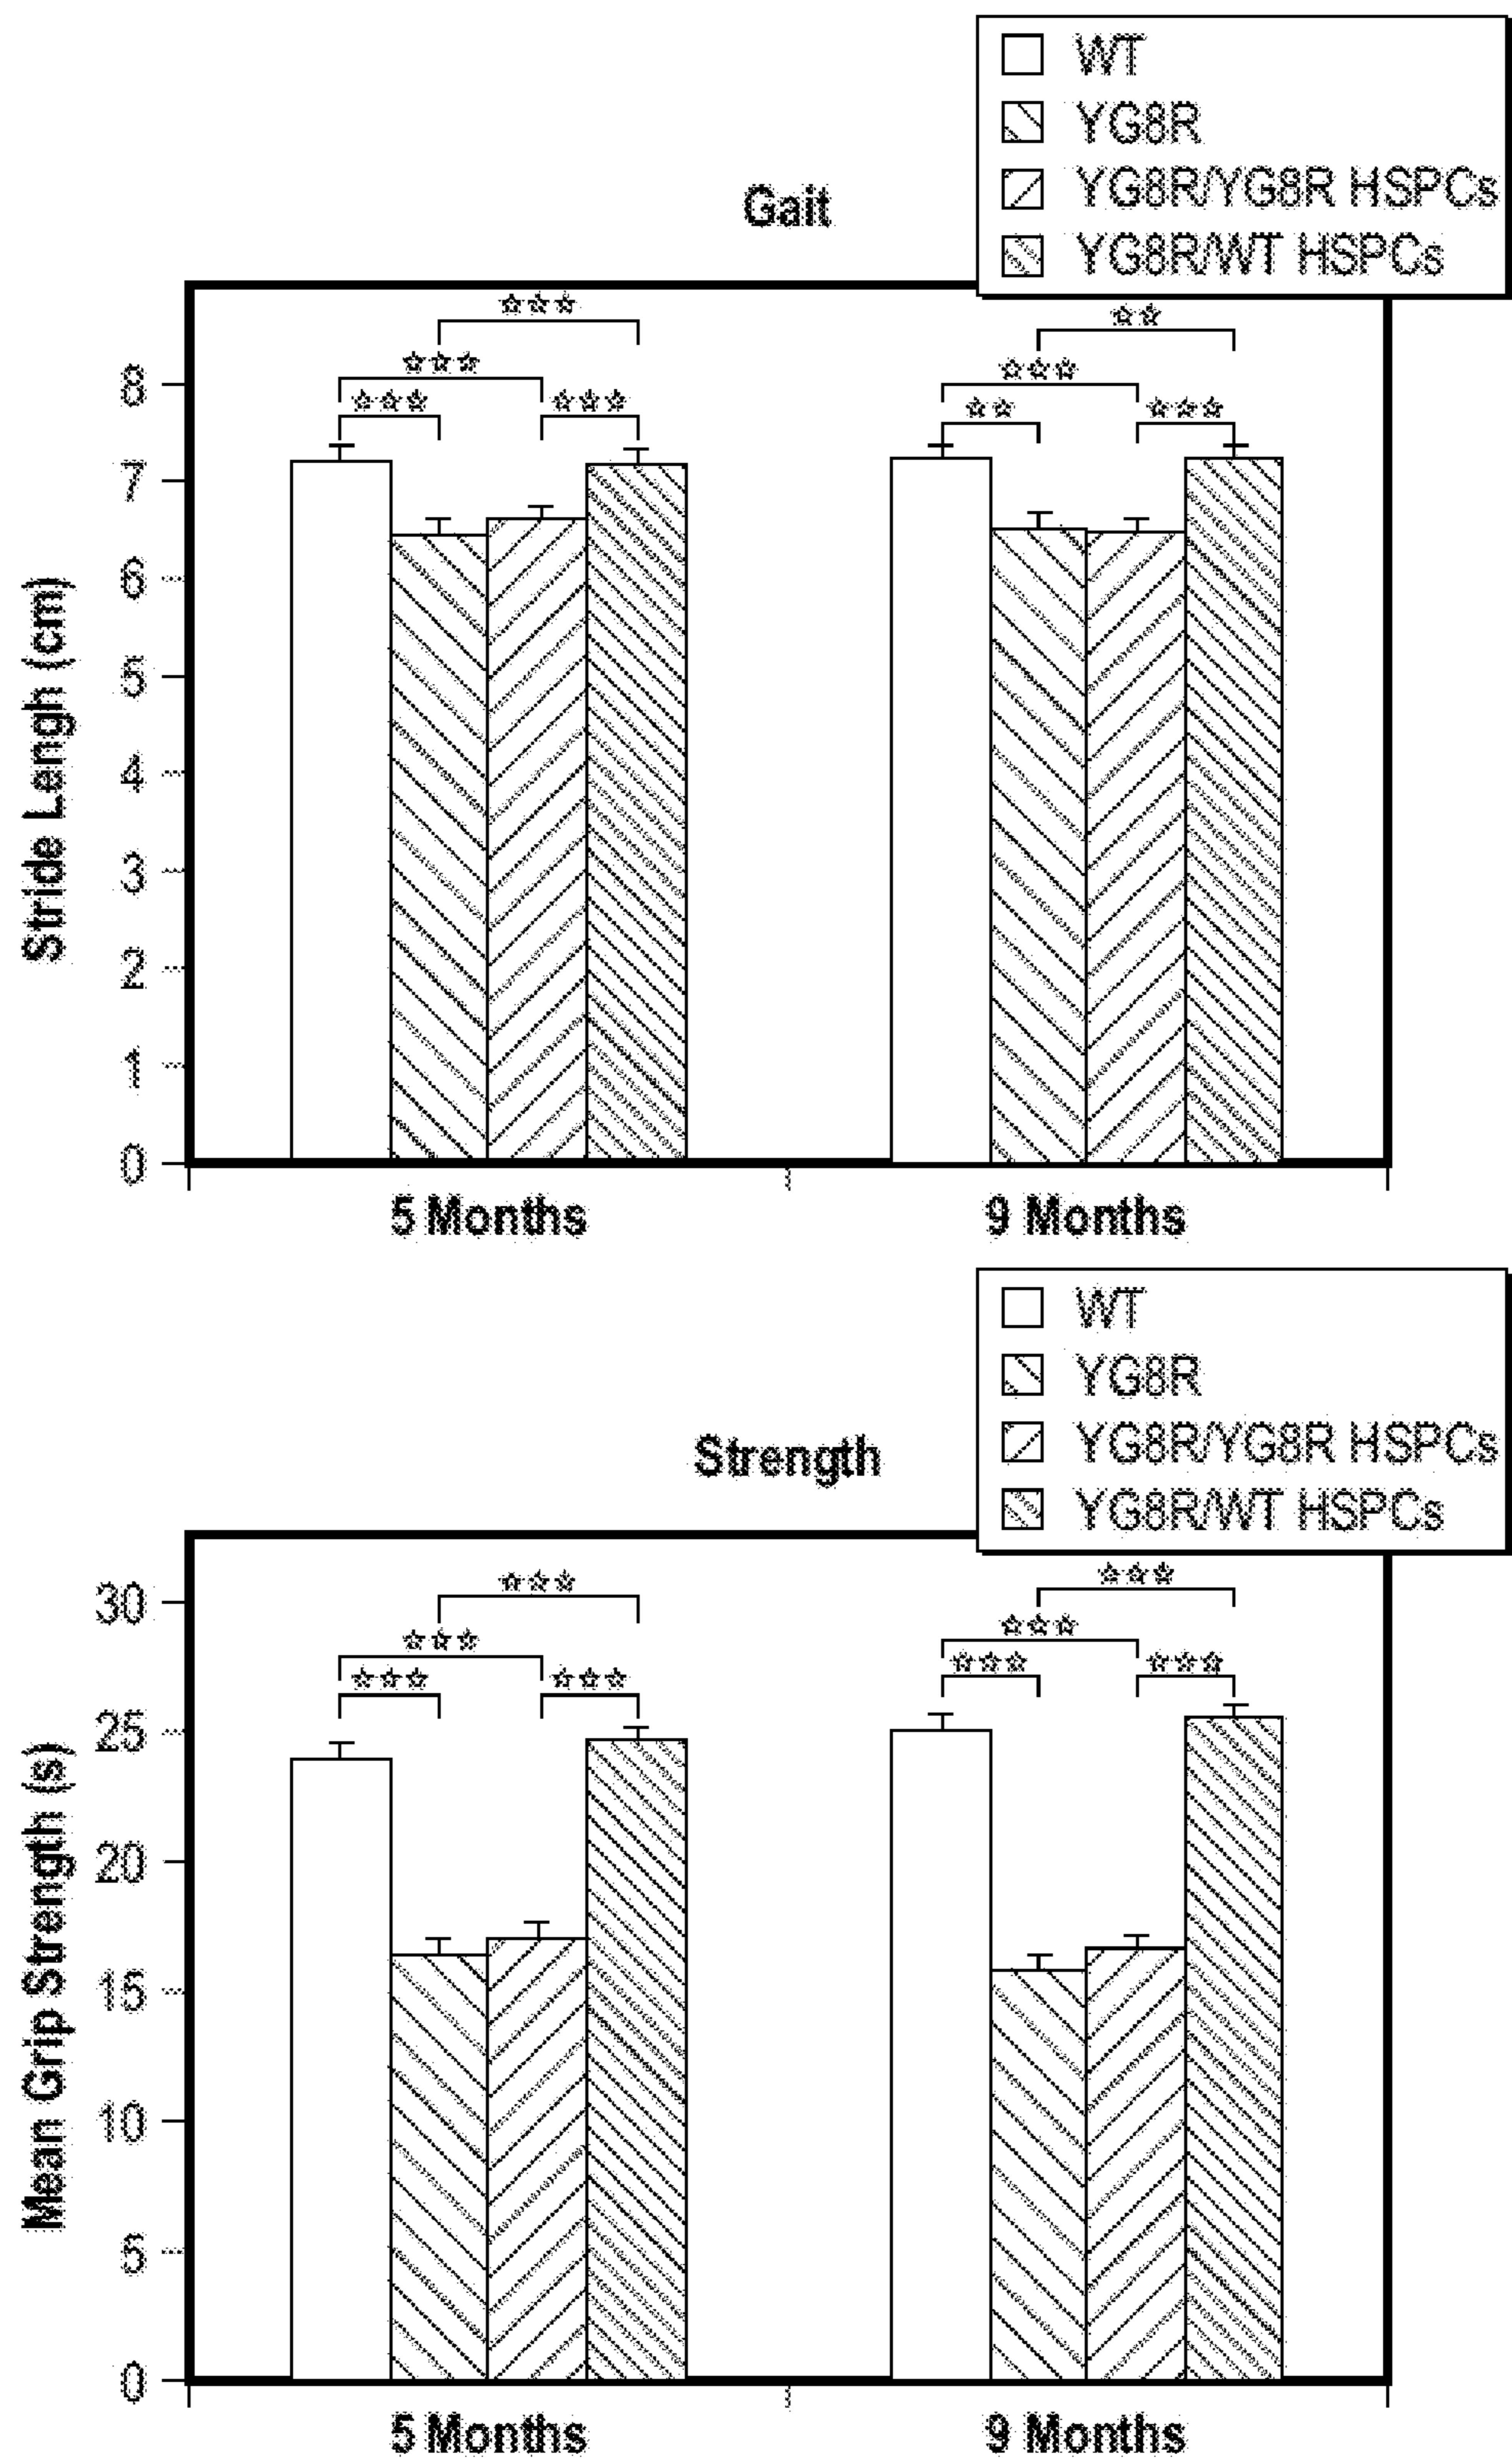 WT
YG8R
YG8R/YG8R HSPCs
YG8R/WT HSPCs
Gait
☆☆☆
☆☆
☆☆☆
☆☆☆
☆☆☆
☆☆☆
☆☆
☆☆☆
8
7
6
5
4
3
2
1
0
Stride Lengh (cm)
5 Months
9 Months
WT
YG8R
YG8R/YG8R HSPCs
YG8R/WT HSPCs
Strength
☆☆☆
☆☆☆
☆☆☆
☆☆☆
☆☆☆
☆☆☆
☆☆☆
☆☆☆
30
25
20
15
10
5
0
Mean Grip Strength (s)
5 Months
9 Months